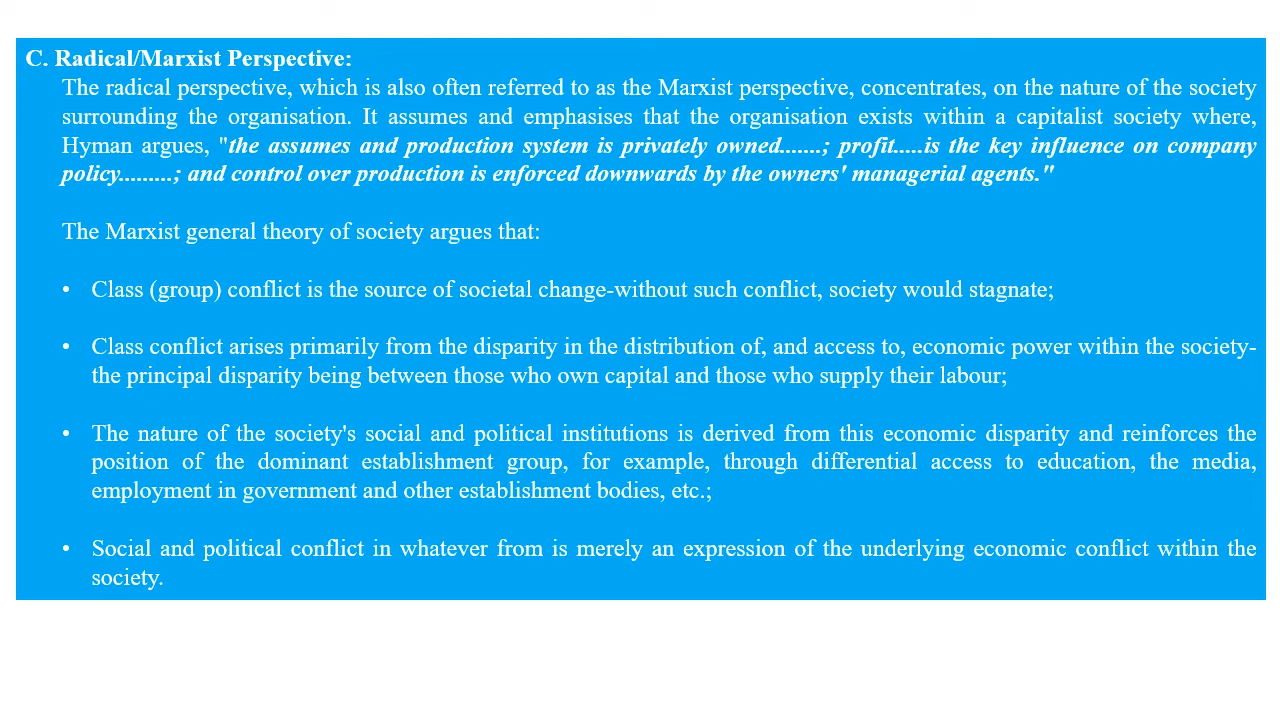 C. Radical/Marxist Perspective:
The radical perspective, which is also often referred to as the Marxist perspective, concentrates, on the nature of the society
surrounding the organisation. It assumes and emphasises that the organisation exists within a capitalist society where,
Hyman argues, "the assumes and production system is privately owned.......; profit.....is the key influence on company
policy.........; and control over production is enforced downwards by the owners' managerial agents."
The Marxist general theory of society argues that:
• Class (group) conflict is the source of societal change-without such conflict, society would stagnate;
• Class conflict arises primarily from the disparity in the distribution of, and access to, economic power within the society-
the principal disparity being between those who own capital and those who supply their labour;
• The nature of the society's social and political institutions is derived from this economic disparity and reinforces the
position of the dominant establishment group, for example, through differential access to education, the media,
employment in government and other establishment bodies, etc.;
• Social and political conflict in whatever from is merely an expression of the underlying economic conflict within the
society.